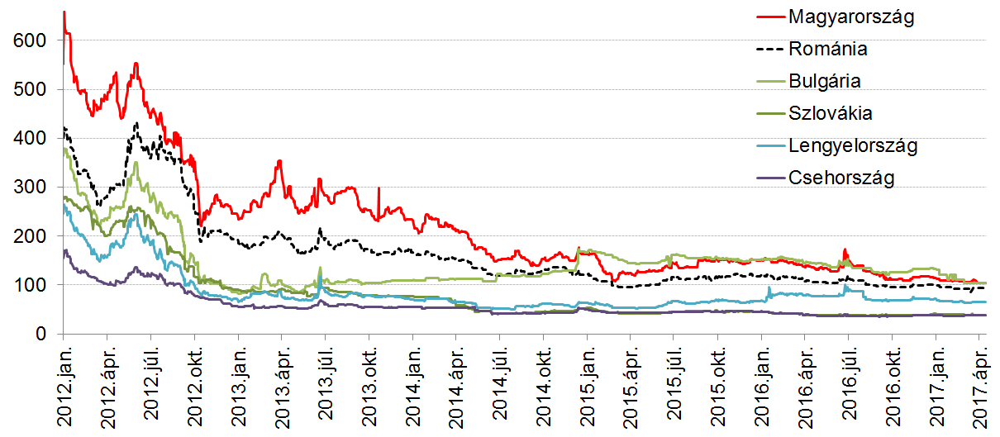 600
500
400
300
200
100
0
Magyarország
Románia
Bulgária
Szlovákia
Lengyelország
Csehország
2012.jan.
2012.ápr.
2012.júl.
2012.okt.
2013.jan.
2013.ápr.
2013.júl.
2013.okt.
2014.jan.
2014.ápr.
2014.júl.
2014.okt.
2015.jan.
2015.ápr.
2015.júl.
2015.okt.
2016.jan.
2016.ápr.
2016.júl.
2016.okt.
2017.jan.
2017.ápr.